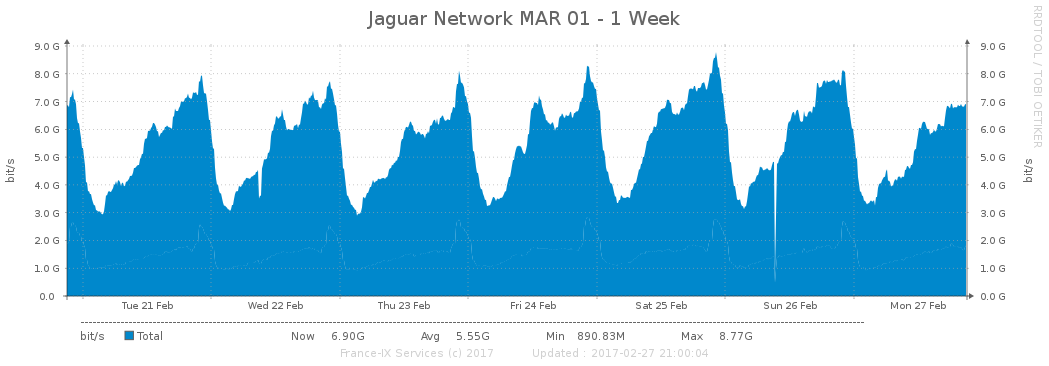 Jaguar Network MAR 01 - 1 Week
RRDTOOL / TOBI OETIKER
bit/s
9.0 G
8.0 G
7.0 G
6.0 G
5.0 G
4.0 G
3.0 G
2.0 G
1.0 G
0.0
9.0 G
8.0 G
7.0 G
6.0 G
5.0 G
4.0 G
3.0 G
2.0 G
1.0 G
0.0 G
bit/s
Tue 21 Feb Wed 22 Feb Thu 23 Feb Fri 24 Feb Sat 25 Feb Sun 26 Feb Mon 27 Feb
bit/s Total Now 6.90G Avg 5.55G Min 890.83M Max 8.77G
France-IX Services (c) 2017 Updated : 2017-02-27 21:00:04